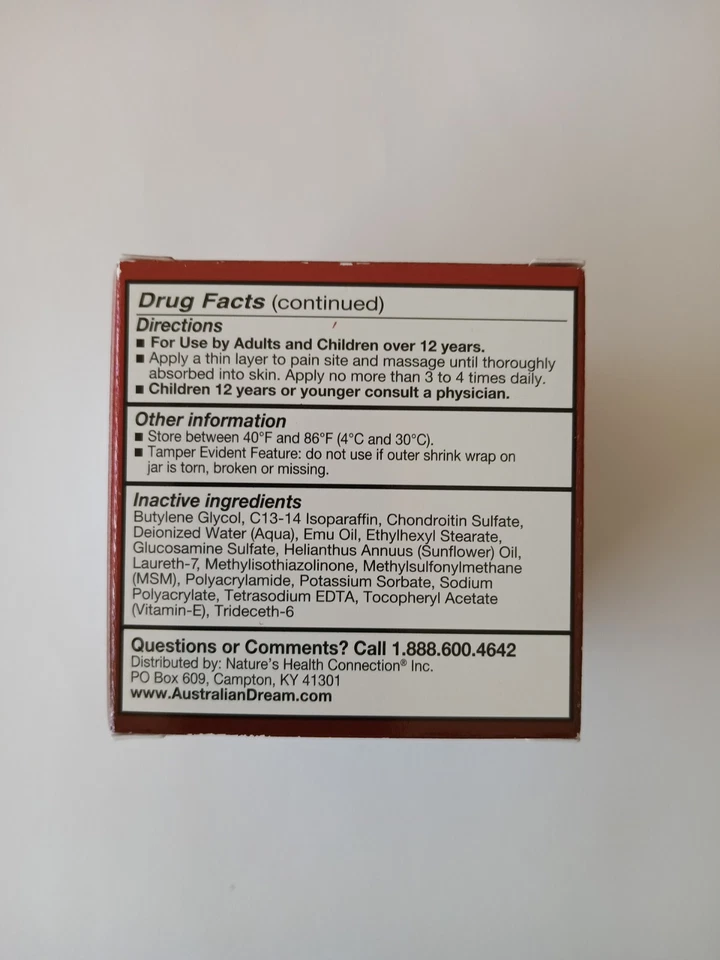 Drug Facts (continued)
Directions
■ For Use by Adults and Children over 12 years.
■ Apply a thin layer to pain site and massage until thoroughly
absorbed into skin. Apply no more than 3 to 4 times daily.
■ Children 12 years or younger consult a physician.
Other information
■ Store between 40°F and 86°F (4°C and 30°C).
■ Tamper Evident Feature: do not use if outer shrink wrap on
jar is torn, broken or missing.
Inactive ingredients
Butylene Glycol, C13-14 Isoparaffin, Chondroitin Sulfate,
Deionized Water (Aqua), Emu Oil, Ethylhexyl Stearate,
Glucosamine Sulfate, Helianthus Annuus (Sunflower) Oil,
Laureth-7, Methylisothiazolinone, Methylsulfonylmethane
(MSM), Polyacrylamide, Potassium Sorbate, Sodium
Polyacrylate, Tetrasodium EDTA, Tocopheryl Acetate
(Vitamin-E), Trideceth-6
Questions or Comments? Call 1.888.600.4642
Distributed by: Nature's Health Connection® Inc.
PO Box 609, Campton, KY 41301
www.AustralianDream.com